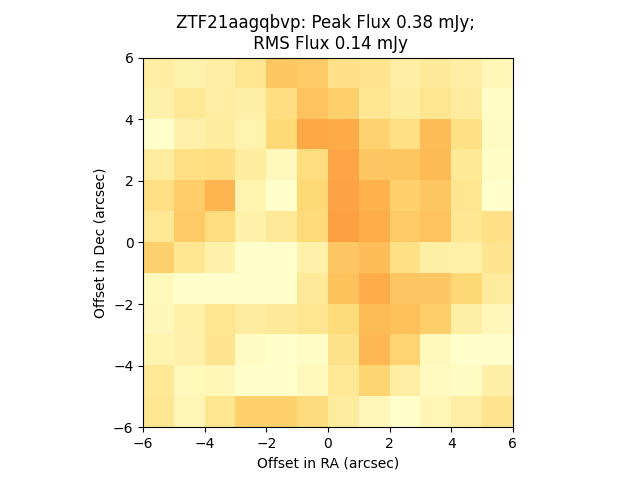 ZTF21aagqbvp: Peak Flux 0.38 mJy;
RMS Flux 0.14 mJy
6
4
2
0
−2
−4
−6
Offset in Dec (arcsec)
−6 −4 −2 0 2 4 6
Offset in RA (arcsec)